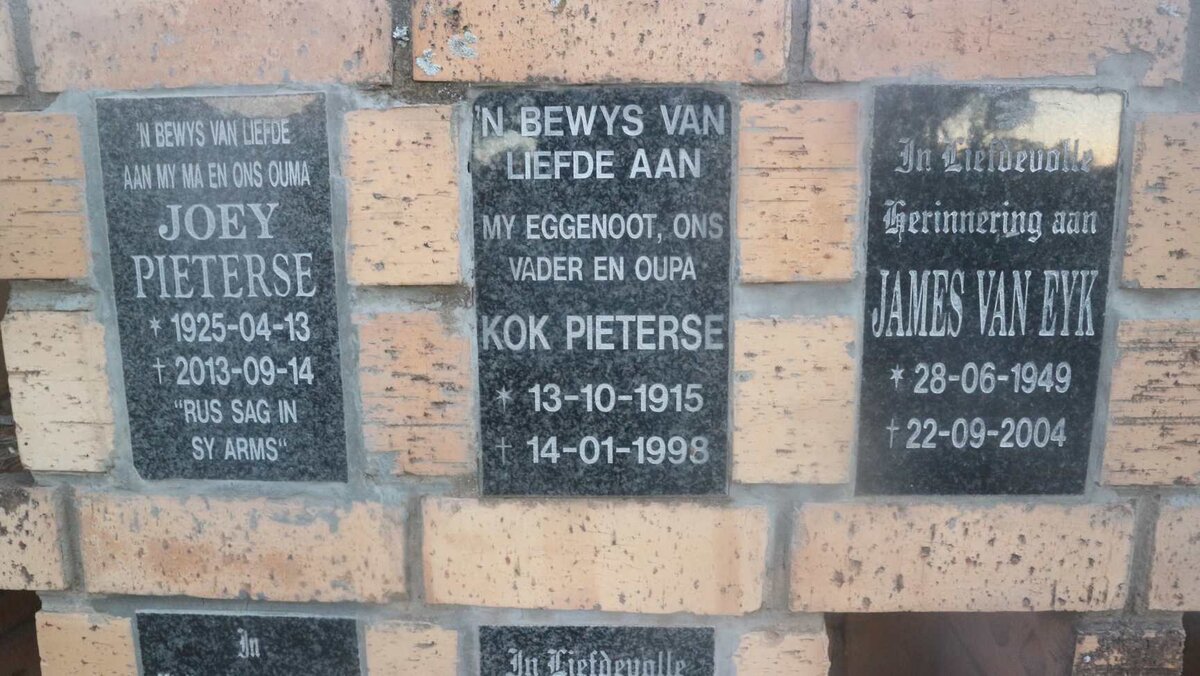 'N BEWYS VAN LIEFDE
AAN MY MA EN ONS OUMA
JOEY
PIETERSE
* 1925-04-13
† 2013-09-14
"RUS SAG IN
SY ARMS"
'N BEWYS VAN
LIEFDE AAN
MY EGGENOOT, ONS
VADER EN OUPA
KOK PIETERSE
* 13-10-1915
† 14-01-1998
In Liefdevolle
Herinnering aan
JAMES VAN EYK
* 28-06-1949
† 22-09-2004
In
In Liefdevolle